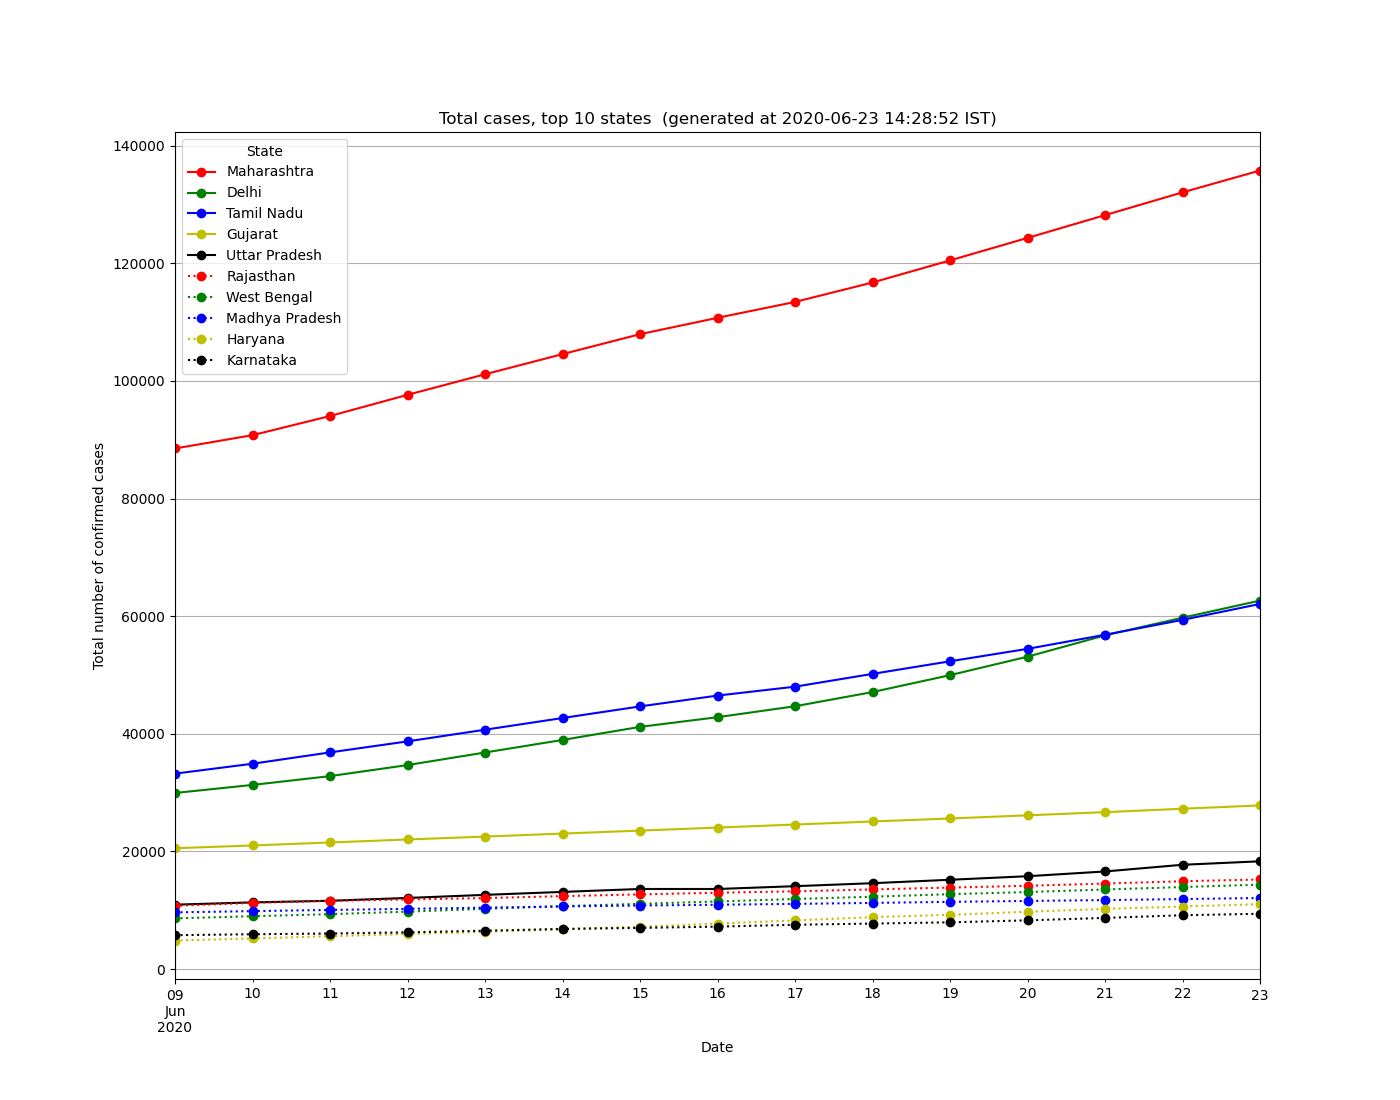 Total cases, top 10 states  (generated at 2020-06-23 14:28:52 IST)
State
Maharashtra
Delhi
Tamil Nadu
Gujarat
Uttar Pradesh
Rajasthan
West Bengal
Madhya Pradesh
Haryana
Karnataka
Total number of confirmed cases
140000
120000
100000
80000
60000
40000
20000
0
09 10 11 12 13 14 15 16 17 18 19 20 21 22 23
Jun
2020
Date